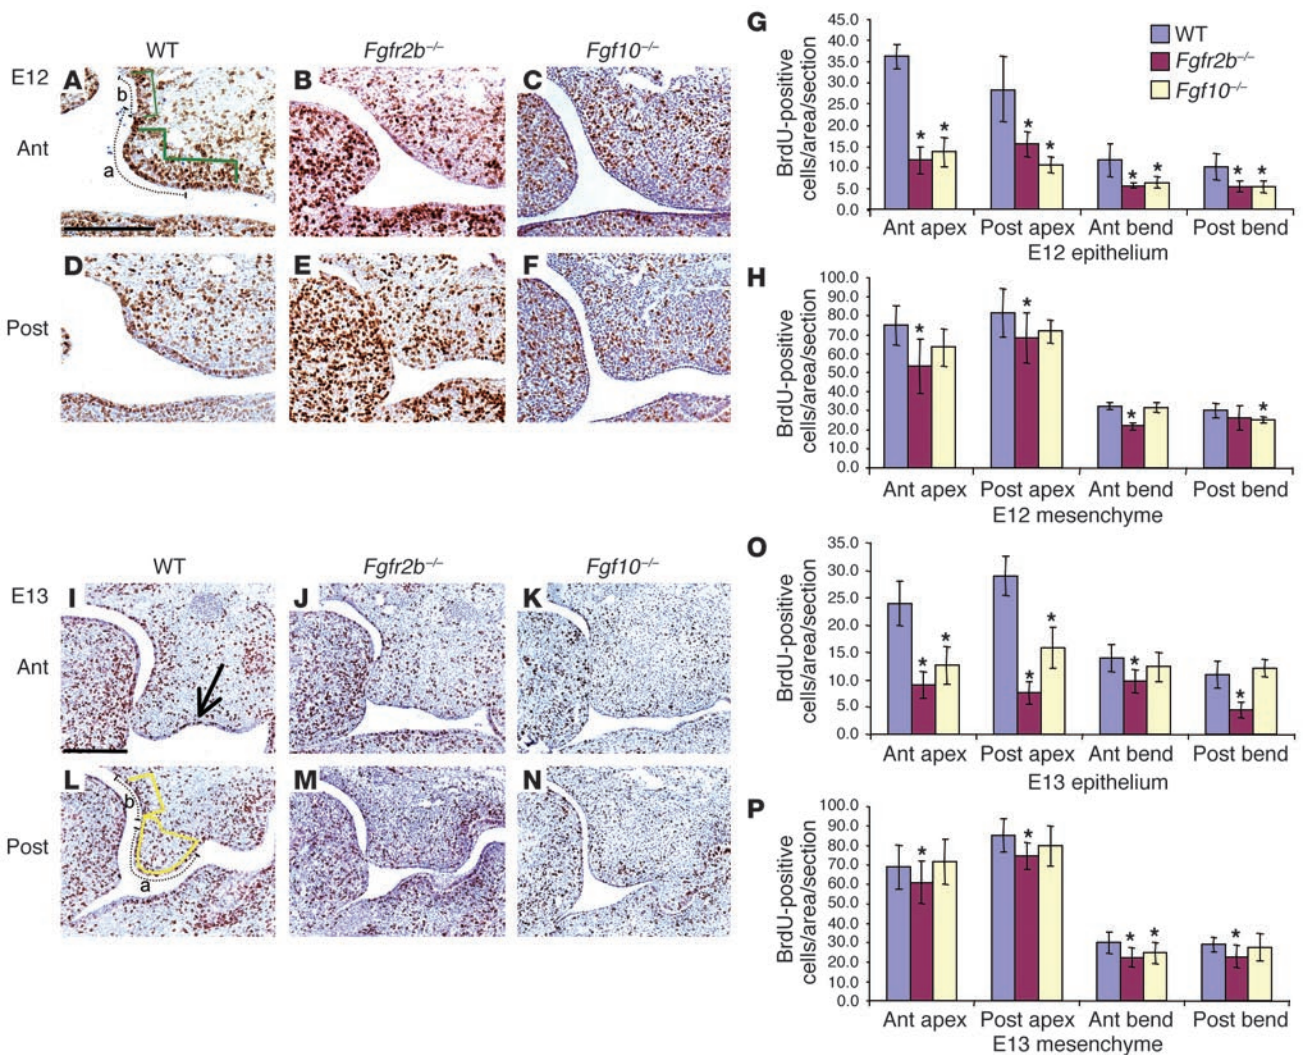 WT
Fgfr2b–/–
Fgf10–/–
E12
Ant
Post
A
b
a
B
C
D
E
F
G
BrdU-positive
cells/area/section
45.0
40.0
35.0
30.0
25.0
20.0
15.0
10.0
5.0
0.0
WT
Fgfr2b–/–
Fgf10–/–
* * * * * * * *
Ant apex Post apex Ant bend Post bend
E12 epithelium
H
BrdU-positive
cells/area/section
100.0
90.0
80.0
70.0
60.0
50.0
40.0
30.0
20.0
10.0
0.0
* * * *
Ant apex Post apex Ant bend Post bend
E12 mesenchyme
WT
Fgfr2b–/–
Fgf10–/–
E13
Ant
Post
I
J
K
L
b
a
M
N
O
BrdU-positive
cells/area/section
35.0
30.0
25.0
20.0
15.0
10.0
5.0
0.0
* * * * * *
Ant apex Post apex Ant bend Post bend
E13 epithelium
P
BrdU-positive
cells/area/section
100.0
90.0
80.0
70.0
60.0
50.0
40.0
30.0
20.0
10.0
0.0
* * * * *
Ant apex Post apex Ant bend Post bend
E13 mesenchyme